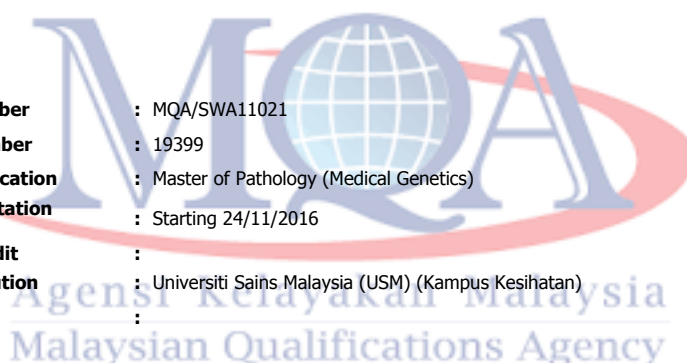 MQA
ber : MQA/SWA11021
ber : 19399
cation : Master of Pathology (Medical Genetics)
tation : Starting 24/11/2016
dit :
tion : Universiti Sains Malaysia (USM) (Kampus Kesihatan)
:
Agensi Kelayakan Malaysia
Malaysian Qualifications Agency